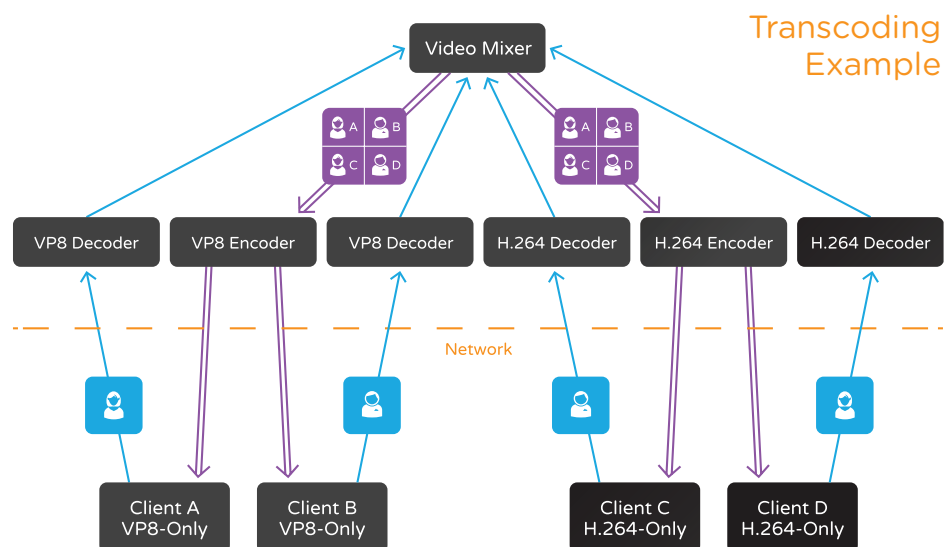 Transcoding
Example
Video Mixer
A
B
C
D
A
B
C
D
VP8 Decoder
VP8 Encoder
VP8 Decoder
H.264 Decoder
H.264 Encoder
H.264 Decoder
Network
Client A
VP8-Only
Client B
VP8-Only
Client C
H.264-Only
Client D
H.264-Only